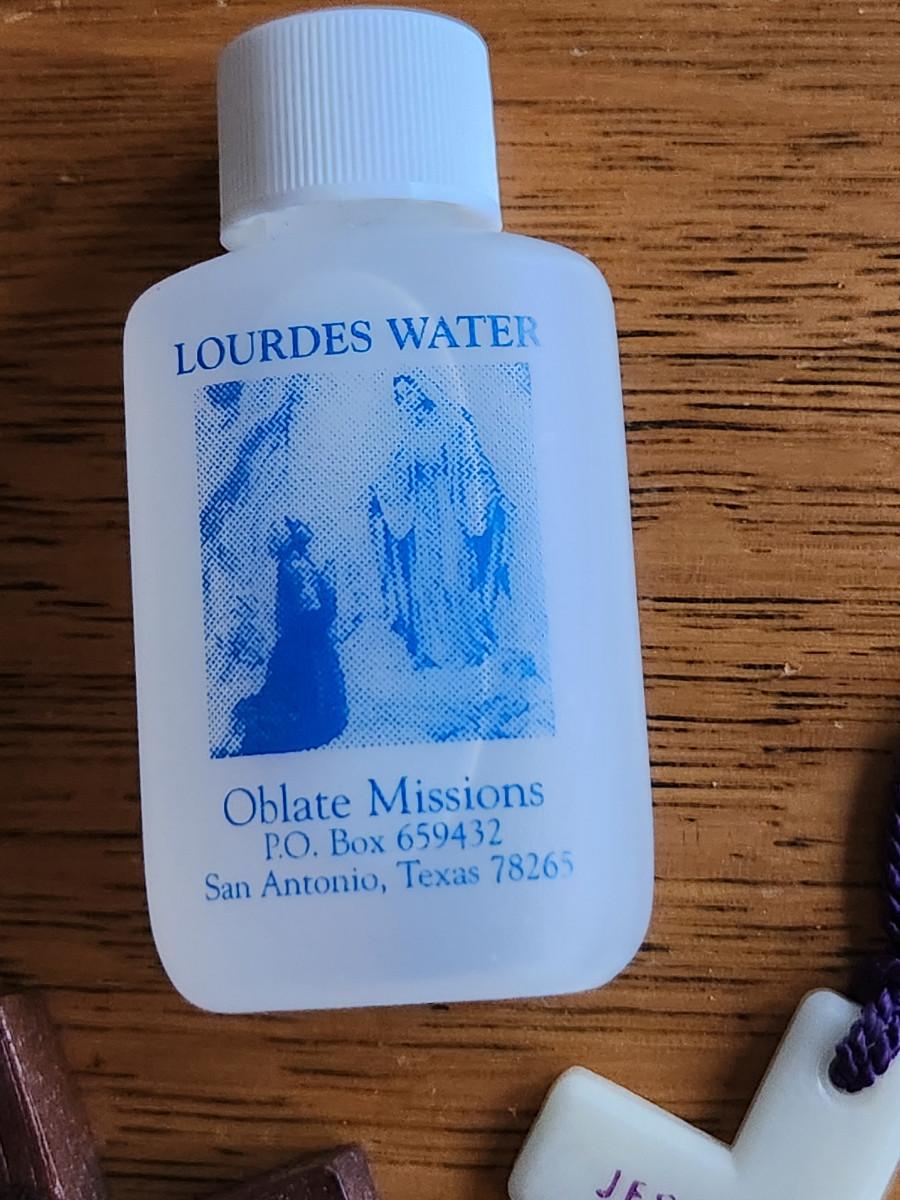 LOURDES WATER
Oblate Missions
P.O. Box 659432
San Antonio, Texas 78265